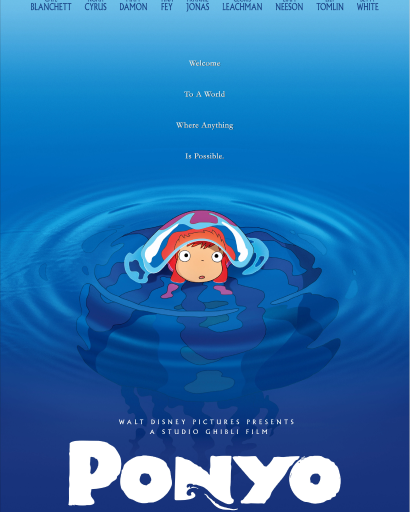 BLANCHETT CYRUS DAMON FEY JONAS LEACHMAN NEESON TOMLIN WHITE
Welcome
To A World
Where Anything
Is Possible.
WALT DISNEY PICTURES PRESENTS
A STUDIO GHIBLI FILM
PONYO